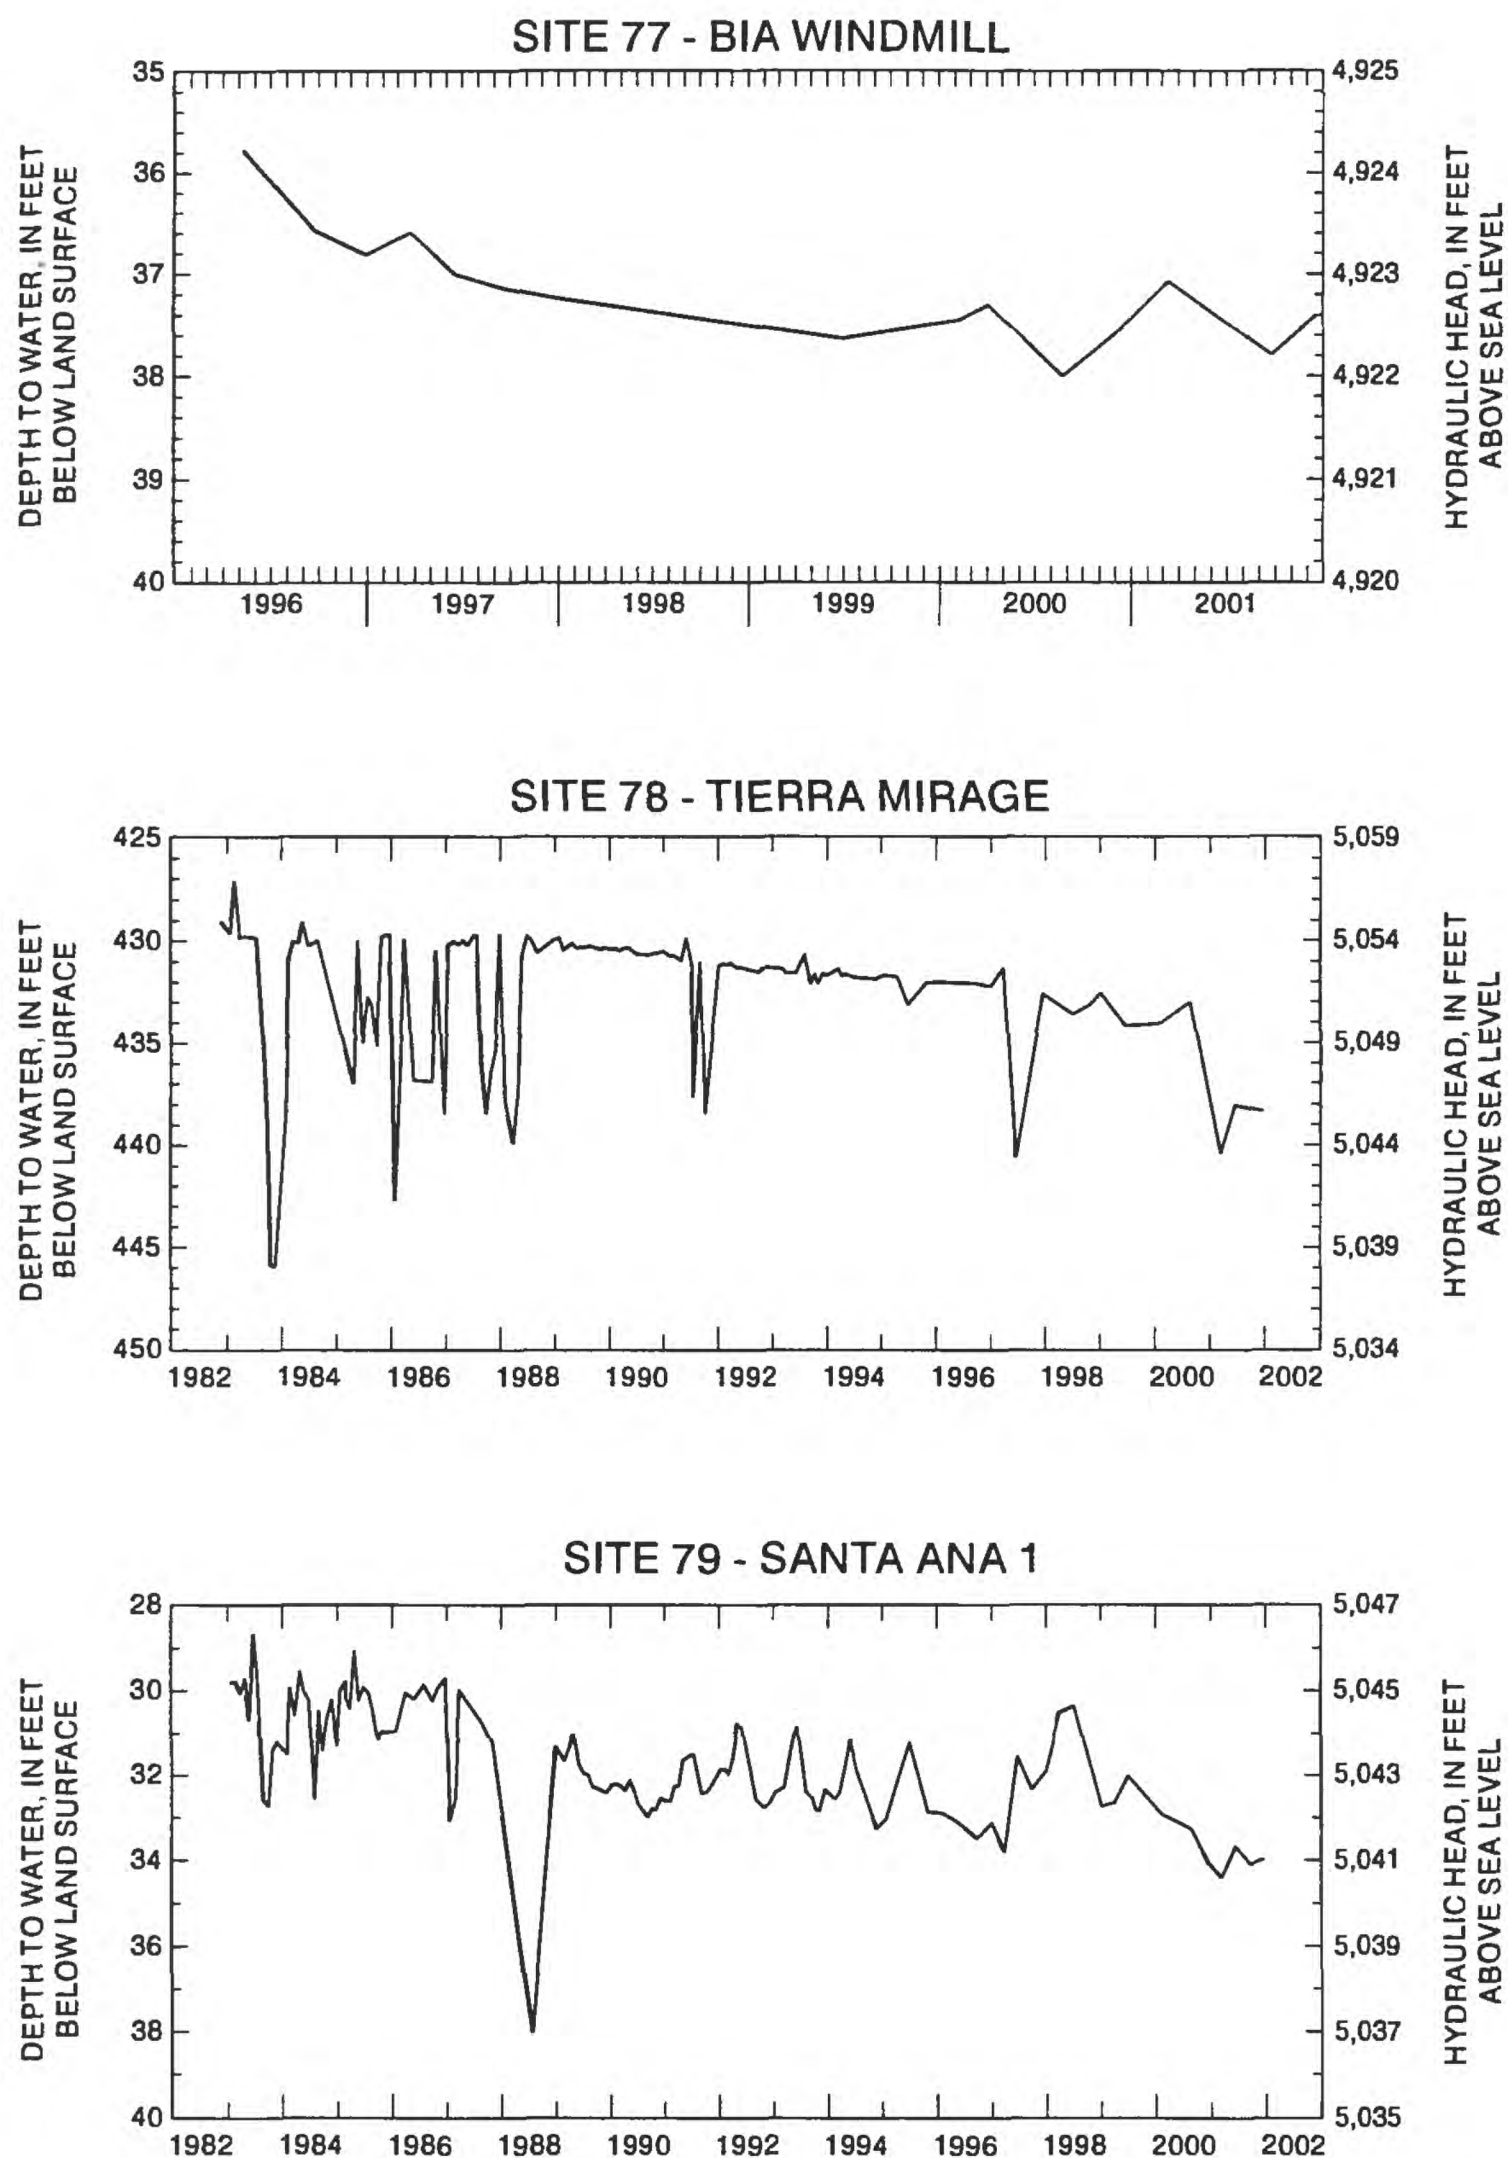 SITE 77 - BIA WINDMILL
DEPTH TO WATER, IN FEET
BELOW LAND SURFACE
35
36
37
38
39
40
4,925
4,924
4,923
4,922
4,921
4,920
HYDRAULIC HEAD, IN FEET
ABOVE SEA LEVEL
1996 1997 1998 1999 2000 2001
SITE 78 - TIERRA MIRAGE
DEPTH TO WATER, IN FEET
BELOW LAND SURFACE
425
430
435
440
445
450
5,059
5,054
5,049
5,044
5,039
5,034
HYDRAULIC HEAD, IN FEET
ABOVE SEA LEVEL
1982 1984 1986 1988 1990 1992 1994 1996 1998 2000 2002
SITE 79 - SANTA ANA 1
DEPTH TO WATER, IN FEET
BELOW LAND SURFACE
28
30
32
34
36
38
40
5,047
5,045
5,043
5,041
5,039
5,037
5,035
HYDRAULIC HEAD, IN FEET
ABOVE SEA LEVEL
1982 1984 1986 1988 1990 1992 1994 1996 1998 2000 2002